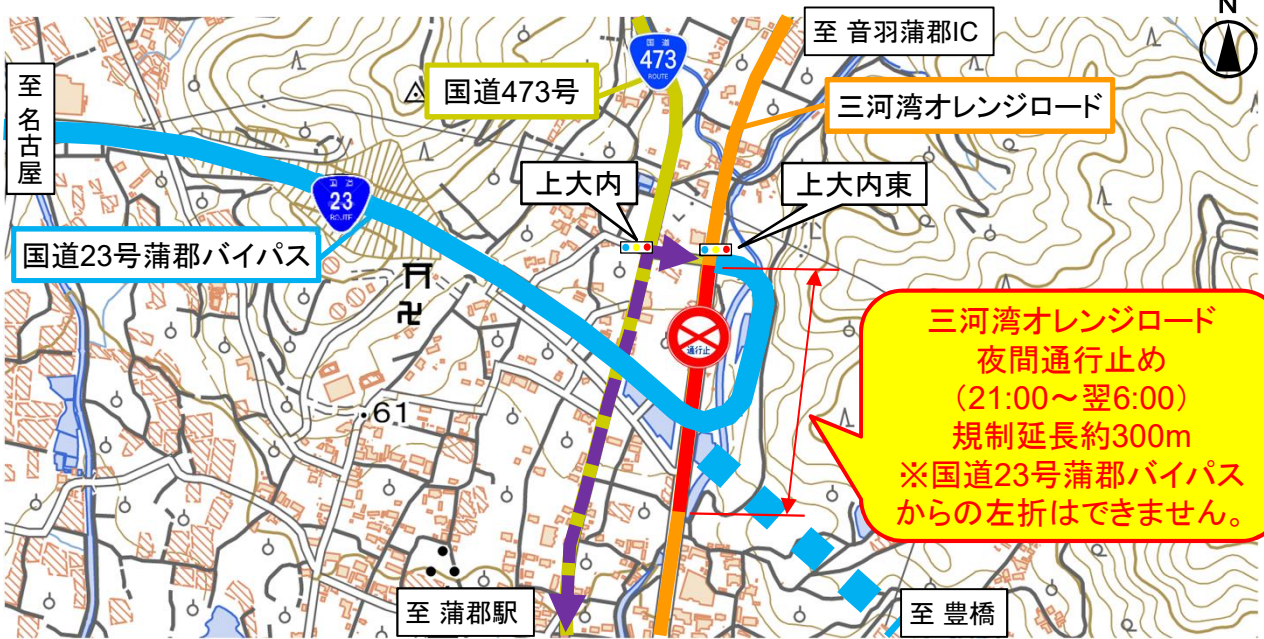 N
至 音羽蒲郡IC
国道
473
ROUTE
国道473号
三河湾オレンジロード
至 名古屋
上大内
上大内東
国道
23
ROUTE
国道23号蒲郡バイパス
通行止
三河湾オレンジロード
夜間通行止め
(21:00～翌6:00)
規制延長約300m
※国道23号蒲郡バイパス
からの左折はできません。
61
至 蒲郡駅
至 豊橋